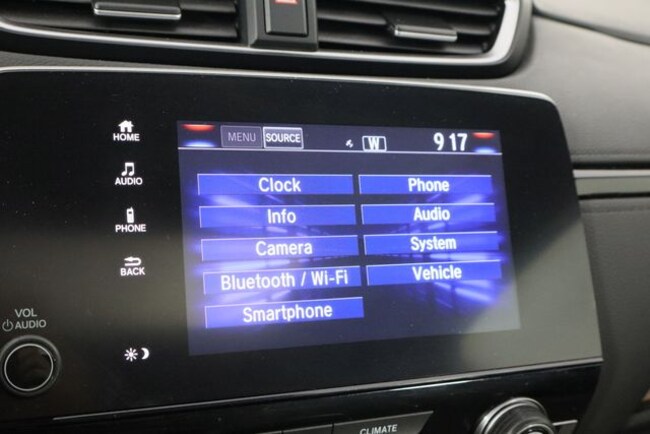 HOME
AUDIO
PHONE
BACK
VOL
AUDIO
MENU SOURCE W 9 17
Clock Phone
Info Audio
Camera System
Bluetooth / Wi-Fi Vehicle
Smartphone
CLIMATE